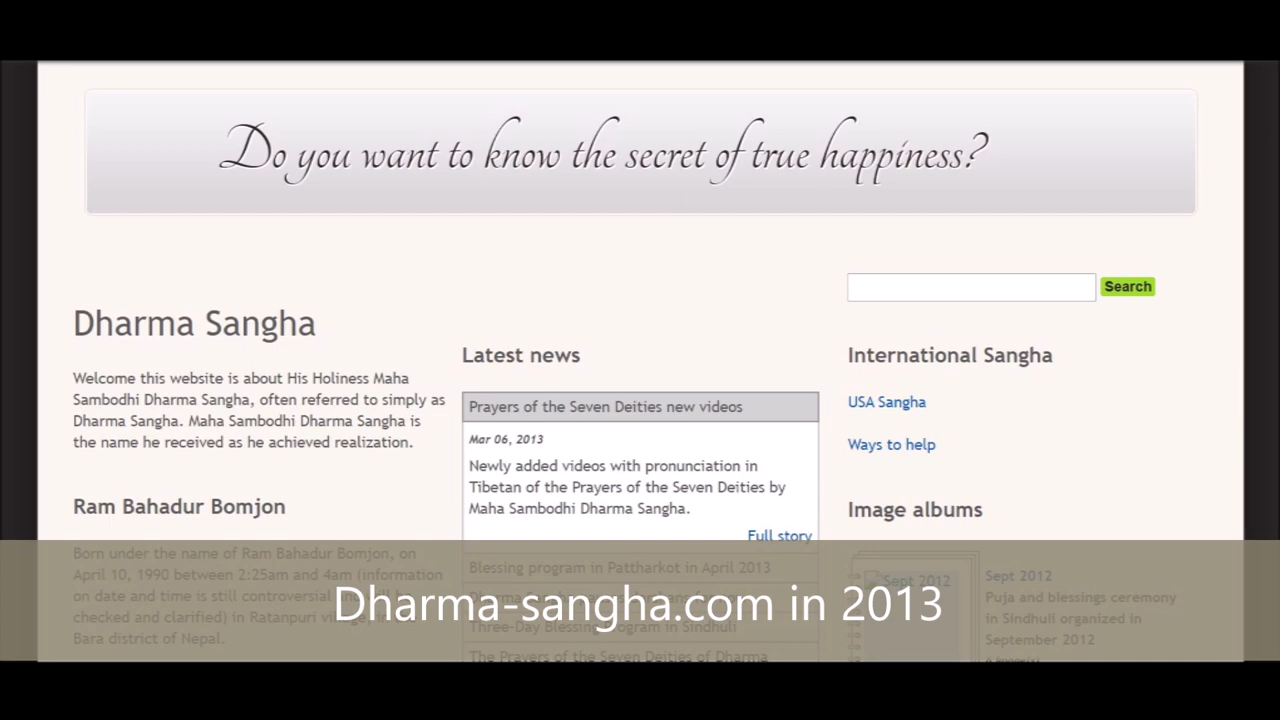 Do you want to know the secret of true happiness?
Search
Dharma Sangha
Welcome this website is about His Holiness Maha
Sambodhi Dharma Sangha, often referred to simply as
Dharma Sangha. Maha Sambodhi Dharma Sangha is
the name he received as he achieved realization.
Ram Bahadur Bomjon
Born under the name of Ram Bahadur Bomjon, on
April 10, 1990 between 2:25am and 4am (information
on date and time is still controversial
checked and clarified) in Ratanpuri village, in the
Bara district of Nepal.
Latest news
Prayers of the Seven Deities new videos
Mar 06, 2013
Newly added videos with pronunciation in
Tibetan of the Prayers of the Seven Deities by
Maha Sambodhi Dharma Sangha.
Full story
Blessing program in Pattharkot in April 2013
Three-Day Blessing Program in Sindhuli
The Prayers of the Seven Deities of Dharma
International Sangha
USA Sangha
Ways to help
Image albums
Sept 2012
Sept 2012
Puja and blessings ceremony
in Sindhuli organized in
September 2012
Dharma-sangha.com in 2013